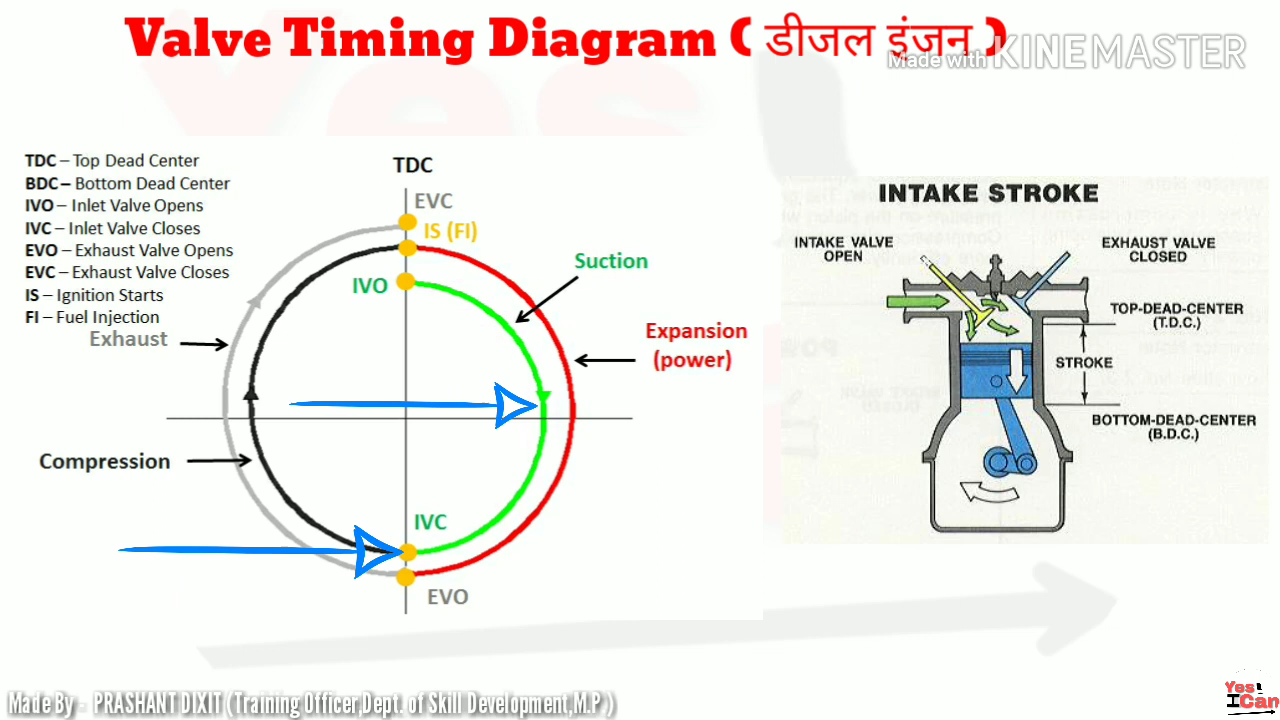 Valve Timing Diagram ( डीजल इंजन )
Made with KINEMASTER
TDC – Top Dead Center
BDC – Bottom Dead Center
IVO – Inlet Valve Opens
IVC – Inlet Valve Closes
EVO – Exhaust Valve Opens
EVC – Exhaust Valve Closes
IS – Ignition Starts
FI – Fuel Injection
TDC
EVC
IS (FI)
IVO
Suction
Exhaust
Expansion
(power)
Compression
IVC
EVO
INTAKE STROKE
INTAKE VALVE
OPEN
EXHAUST VALVE
CLOSED
TOP-DEAD-CENTER
(T.D.C.)
STROKE
BOTTOM-DEAD-CENTER
(B.D.C.)
Made By - PRASHANT DIXIT (Training Officer,Dept. of Skill Development,M.P )
Yes!
I Can